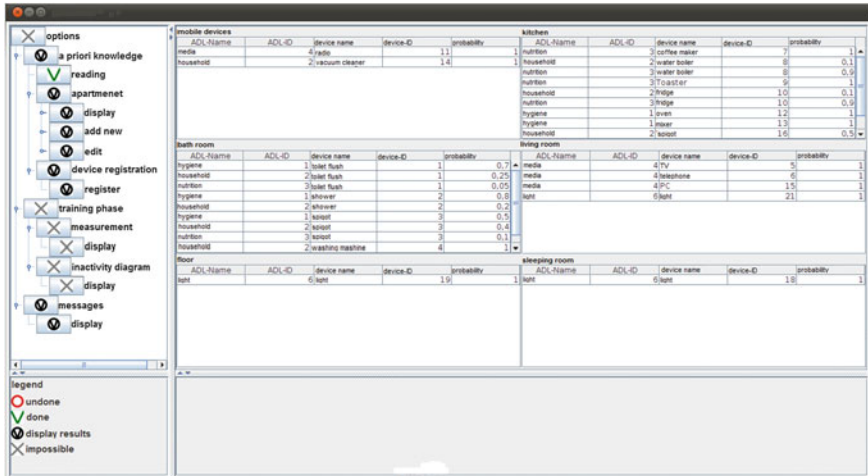 options
a priori knowledge
reading
apartmenet
display
add new
edit
device registration
register
training phase
measurement
display
inactivity diagram
display
messages
display
legend
undone
done
display results
impossible
mobile devices
ADL-Name ADL-ID device name device-ID probability
media 4 radio 11 1
household 2 vacuum cleaner 14 1
kitchen
ADL-Name ADL-ID device name device-ID probability
nutrition 3 coffee maker 7 1
household 2 water boiler 8 0,1
nutrition 3 water boiler 8 0,9
nutrition 3 Toaster 9 1
household 2 fridge 10 0,1
nutrition 3 fridge 10 0,9
hygiene 1 oven 12 1
hygiene 1 mixer 13 1
household 2 spigot 16 0,5
bath room
ADL-Name ADL-ID device name device-ID probability
hygiene 1 toilet flush 1 0,7
household 2 toilet flush 1 0,25
nutrition 3 toilet flush 1 0,05
hygiene 1 shower 2 0,8
household 2 shower 2 0,2
hygiene 1 spigot 3 0,5
household 2 spigot 3 0,4
nutrition 3 spigot 3 0,1
household 2 washing mashine 4 1
living room
ADL-Name ADL-ID device name device-ID probability
media 4 TV 5 1
media 4 telephone 6 1
media 4 PC 15 1
light 6 light 21 1
floor
ADL-Name ADL-ID device name device-ID probability
light 6 light 19 1
sleeping room
ADL-Name ADL-ID device name device-ID probability
light 6 light 18 1